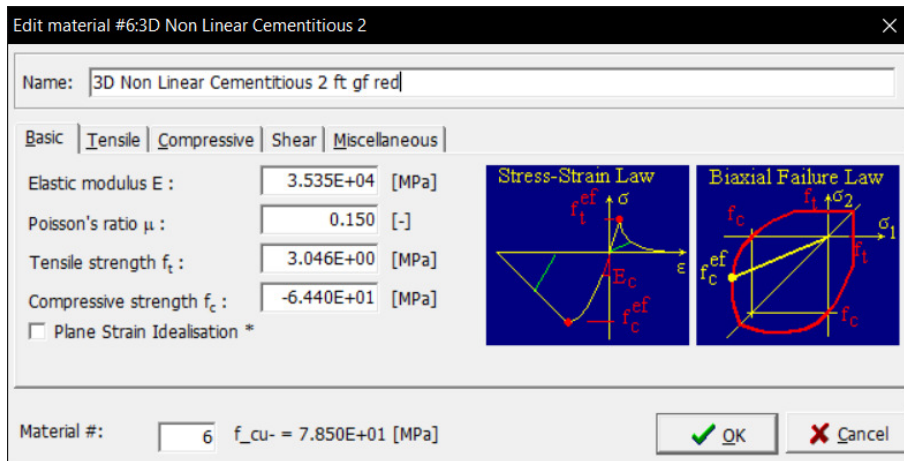 Edit material #6:3D Non Linear Cementitious 2
Name: 3D Non Linear Cementitious 2 ft gf red
Basic Tensile Compressive Shear Miscellaneous
Elastic modulus E : 3.535E+04 [MPa]
Poisson's ratio μ : 0.150 [-]
Tensile strength ft : 3.046E+00 [MPa]
Compressive strength fc : -6.440E+01 [MPa]
Plane Strain Idealisation *
Stress-Strain Law
ftef σ
ε
Ec
fcef
Biaxial Failure Law
ft σ2
fc σ1
ft
fcef
fc
Material #: 6 f_cu- = 7.850E+01 [MPa]
OK Cancel